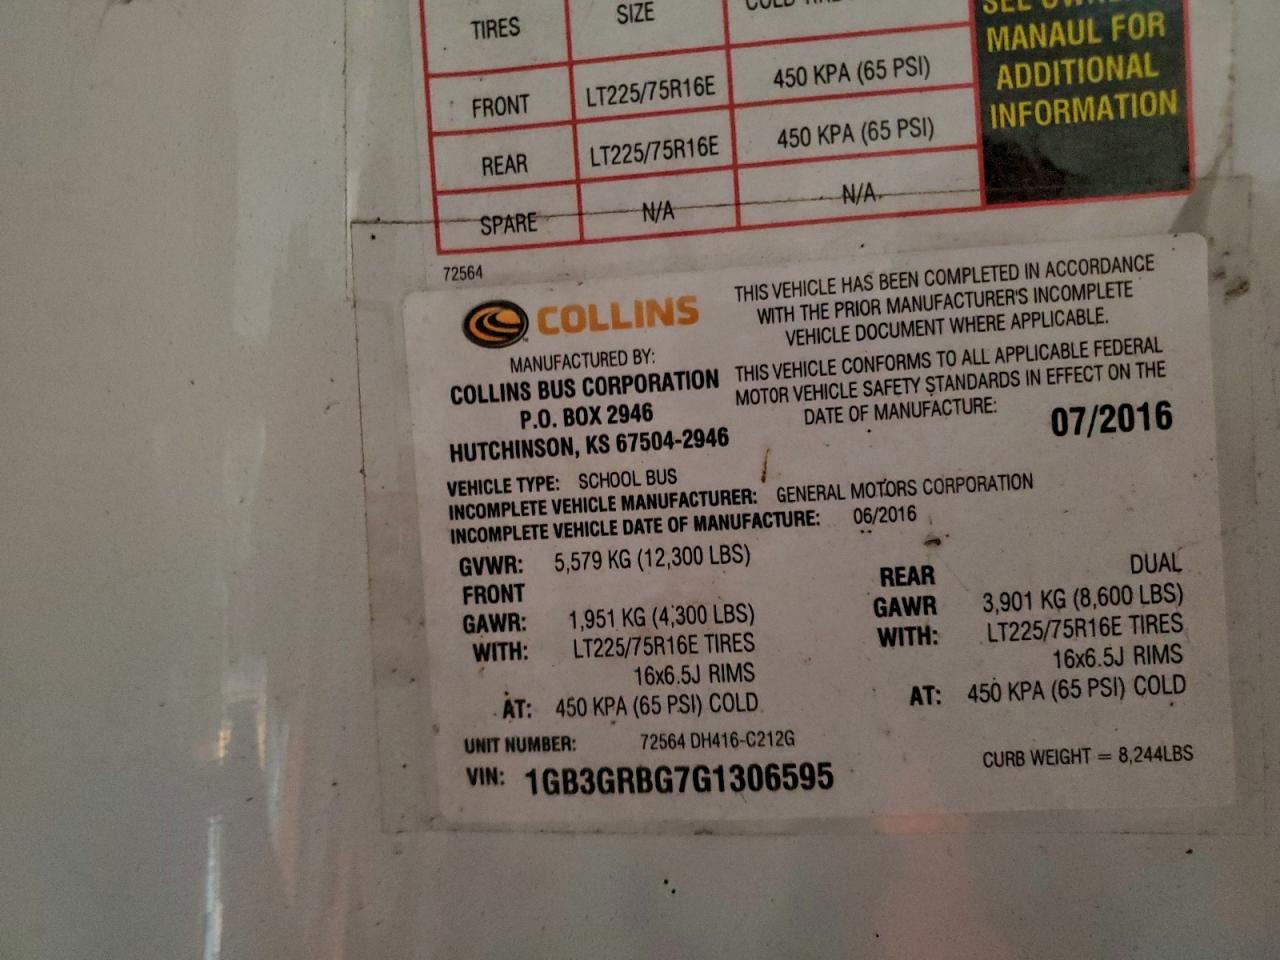 TIRES SIZE
MANAUL FOR
ADDITIONAL
INFORMATION
FRONT LT225/75R16E 450 KPA (65 PSI)
REAR LT225/75R16E 450 KPA (65 PSI)
SPARE N/A N/A
72564
COLLINS
MANUFACTURED BY:
COLLINS BUS CORPORATION
P.O. BOX 2946
HUTCHINSON, KS 67504-2946
THIS VEHICLE HAS BEEN COMPLETED IN ACCORDANCE
WITH THE PRIOR MANUFACTURER'S INCOMPLETE
VEHICLE DOCUMENT WHERE APPLICABLE.
THIS VEHICLE CONFORMS TO ALL APPLICABLE FEDERAL
MOTOR VEHICLE SAFETY STANDARDS IN EFFECT ON THE
DATE OF MANUFACTURE: 07/2016
VEHICLE TYPE: SCHOOL BUS
INCOMPLETE VEHICLE MANUFACTURER: GENERAL MOTORS CORPORATION
INCOMPLETE VEHICLE DATE OF MANUFACTURE: 06/2016
GVWR: 5,579 KG (12,300 LBS)
FRONT
GAWR: 1,951 KG (4,300 LBS)
WITH: LT225/75R16E TIRES
16x6.5J RIMS
AT: 450 KPA (65 PSI) COLD
REAR DUAL
GAWR 3,901 KG (8,600 LBS)
WITH: LT225/75R16E TIRES
16x6.5J RIMS
AT: 450 KPA (65 PSI) COLD
UNIT NUMBER: 72564 DH416-C212G
VIN: 1GB3GRBG7G1306595
CURB WEIGHT = 8,244LBS